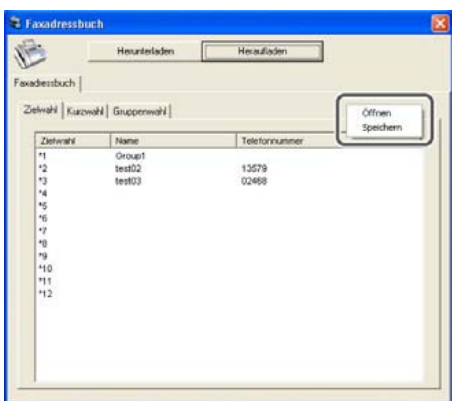 Faxadressbuch
Herunterladen Heraufladen
Faxadressbuch
Zielwahl Kurzwahl Gruppenwahl
Öffnen
Speichern
Zielwahl Name Telefonnummer
*1 Group1
*2 test02 13579
*3 test03 02468
*4
*5
*6
*7
*8
*9
*10
*11
*12